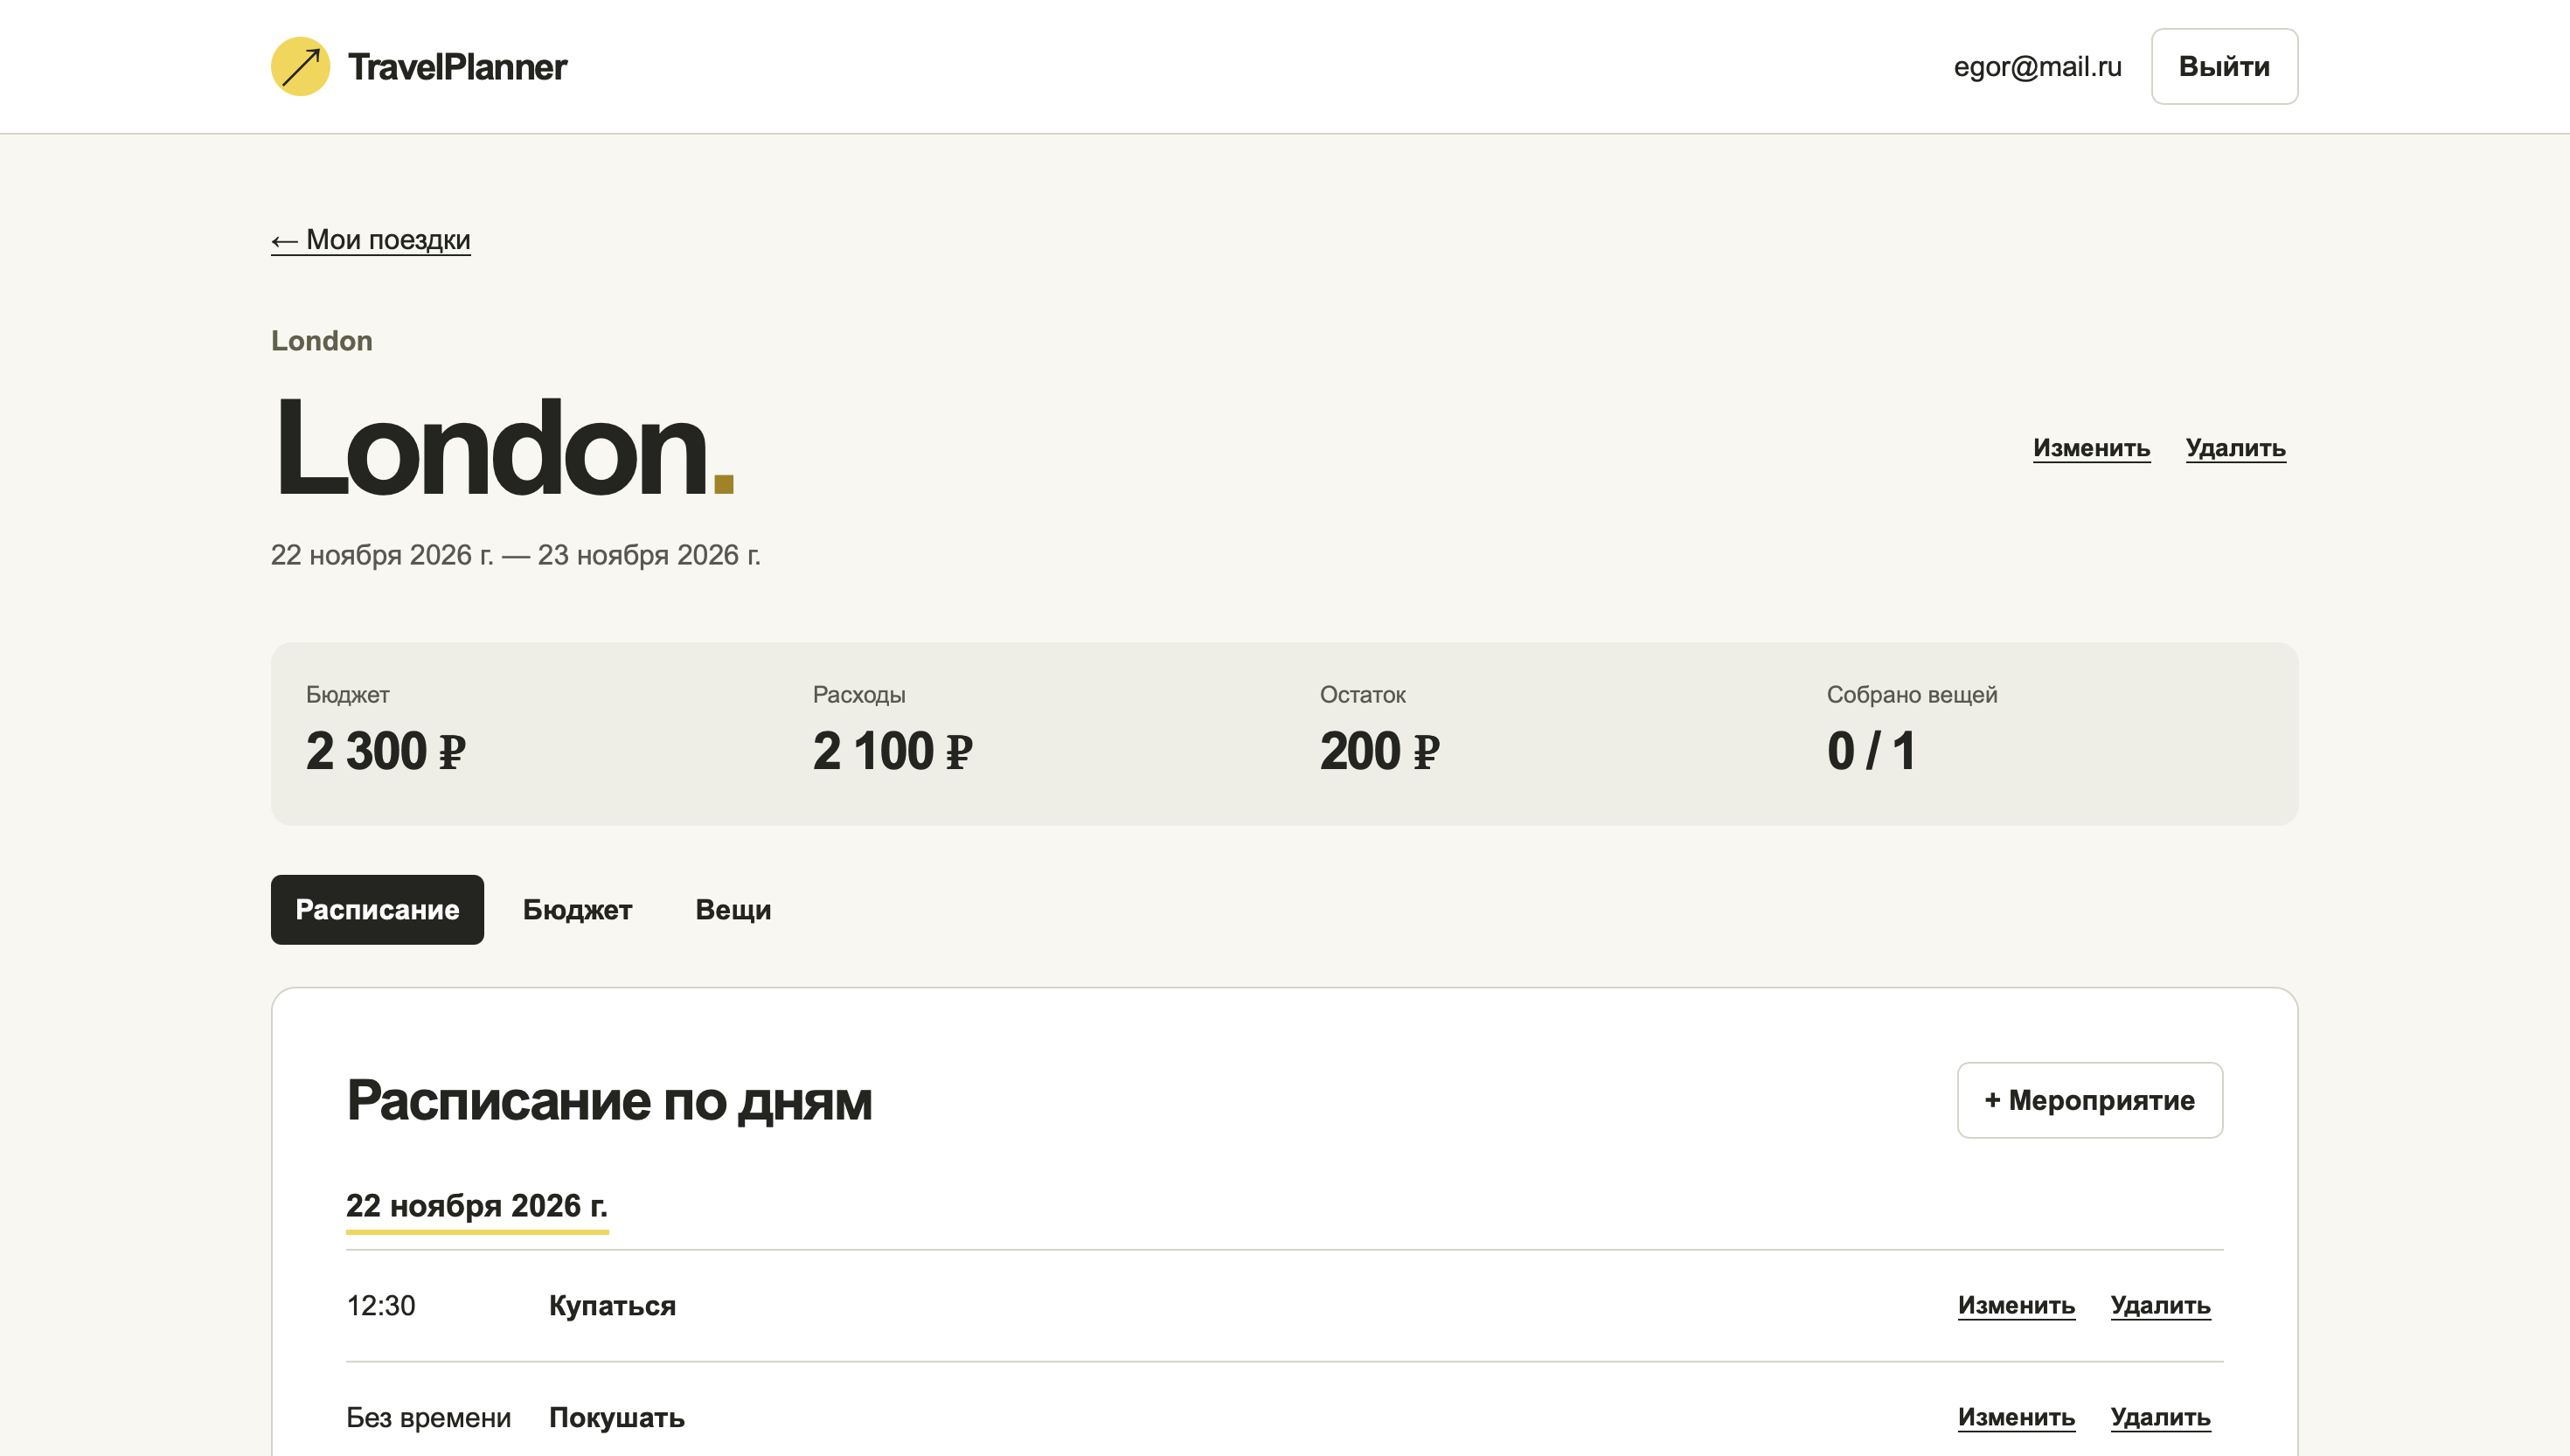 TravelPlanner
egor@mail.ru
Выйти
← Мои поездки
London
London.
Изменить Удалить
22 ноября 2026 г. — 23 ноября 2026 г.
Бюджет
2 300 ₽
Расходы
2 100 ₽
Остаток
200 ₽
Собрано вещей
0 / 1
Расписание Бюджет Вещи
Расписание по дням
+ Мероприятие
22 ноября 2026 г.
12:30 Купаться Изменить Удалить
Без времени Покушать Изменить Удалить